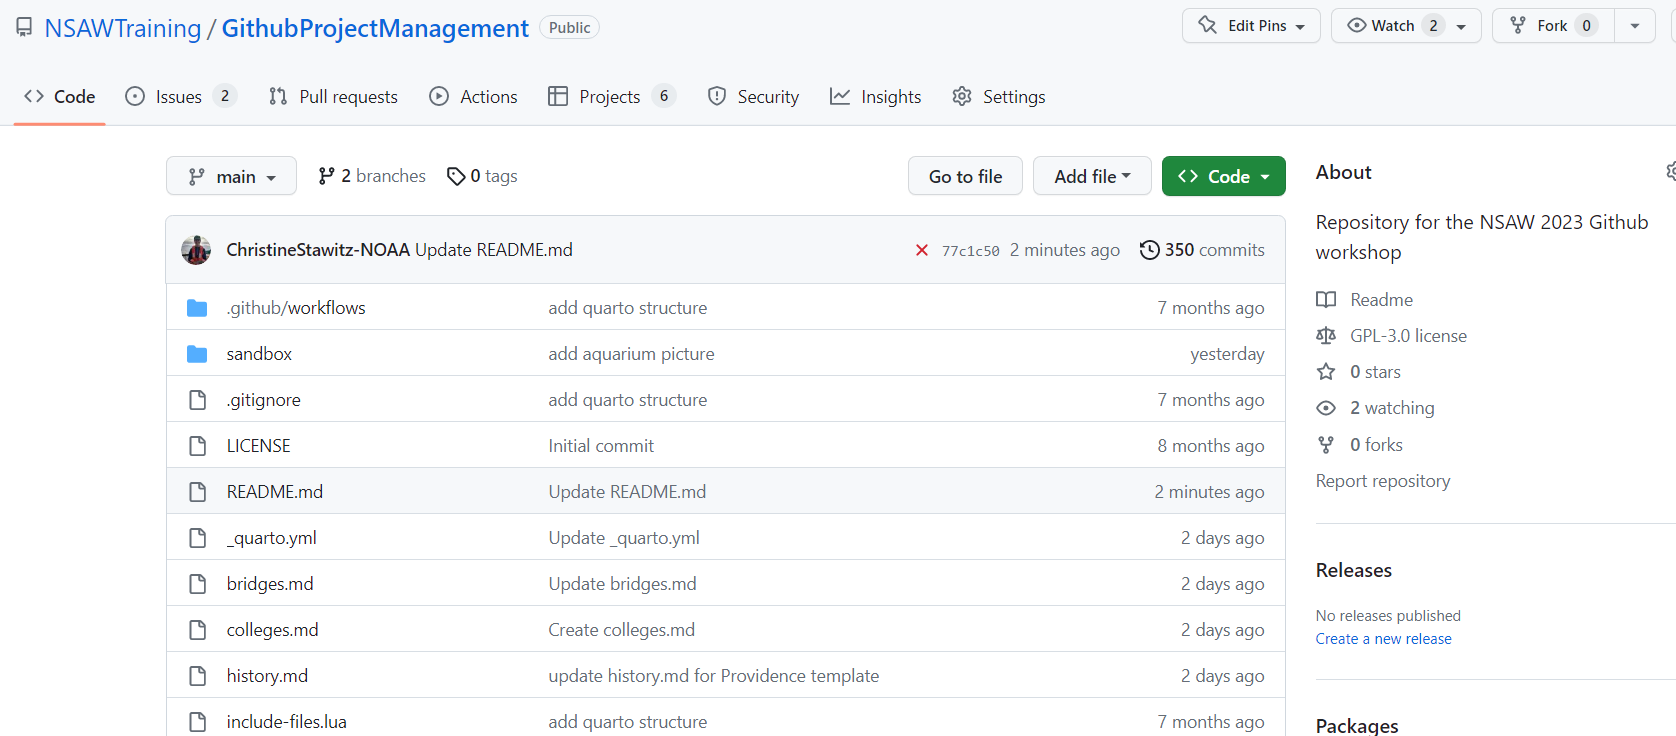 NSAWTraining / GithubProjectManagement Public Edit Pins Watch 2 Fork 0
Code Issues 2 Pull requests Actions Projects 6 Security Insights Settings
main 2 branches 0 tags Go to file Add file Code
ChristineStawitz-NOAA Update README.md 77c1c50 2 minutes ago 350 commits
.github/workflows add quarto structure 7 months ago
sandbox add aquarium picture yesterday
.gitignore add quarto structure 7 months ago
LICENSE Initial commit 8 months ago
README.md Update README.md 2 minutes ago
_quarto.yml Update _quarto.yml 2 days ago
bridges.md Update bridges.md 2 days ago
colleges.md Create colleges.md 2 days ago
history.md update history.md for Providence template 2 days ago
include-files.lua add quarto structure 7 months ago
About
Repository for the NSAW 2023 Github
workshop
Readme
GPL-3.0 license
0 stars
2 watching
0 forks
Report repository
Releases
No releases published
Create a new release
Packages